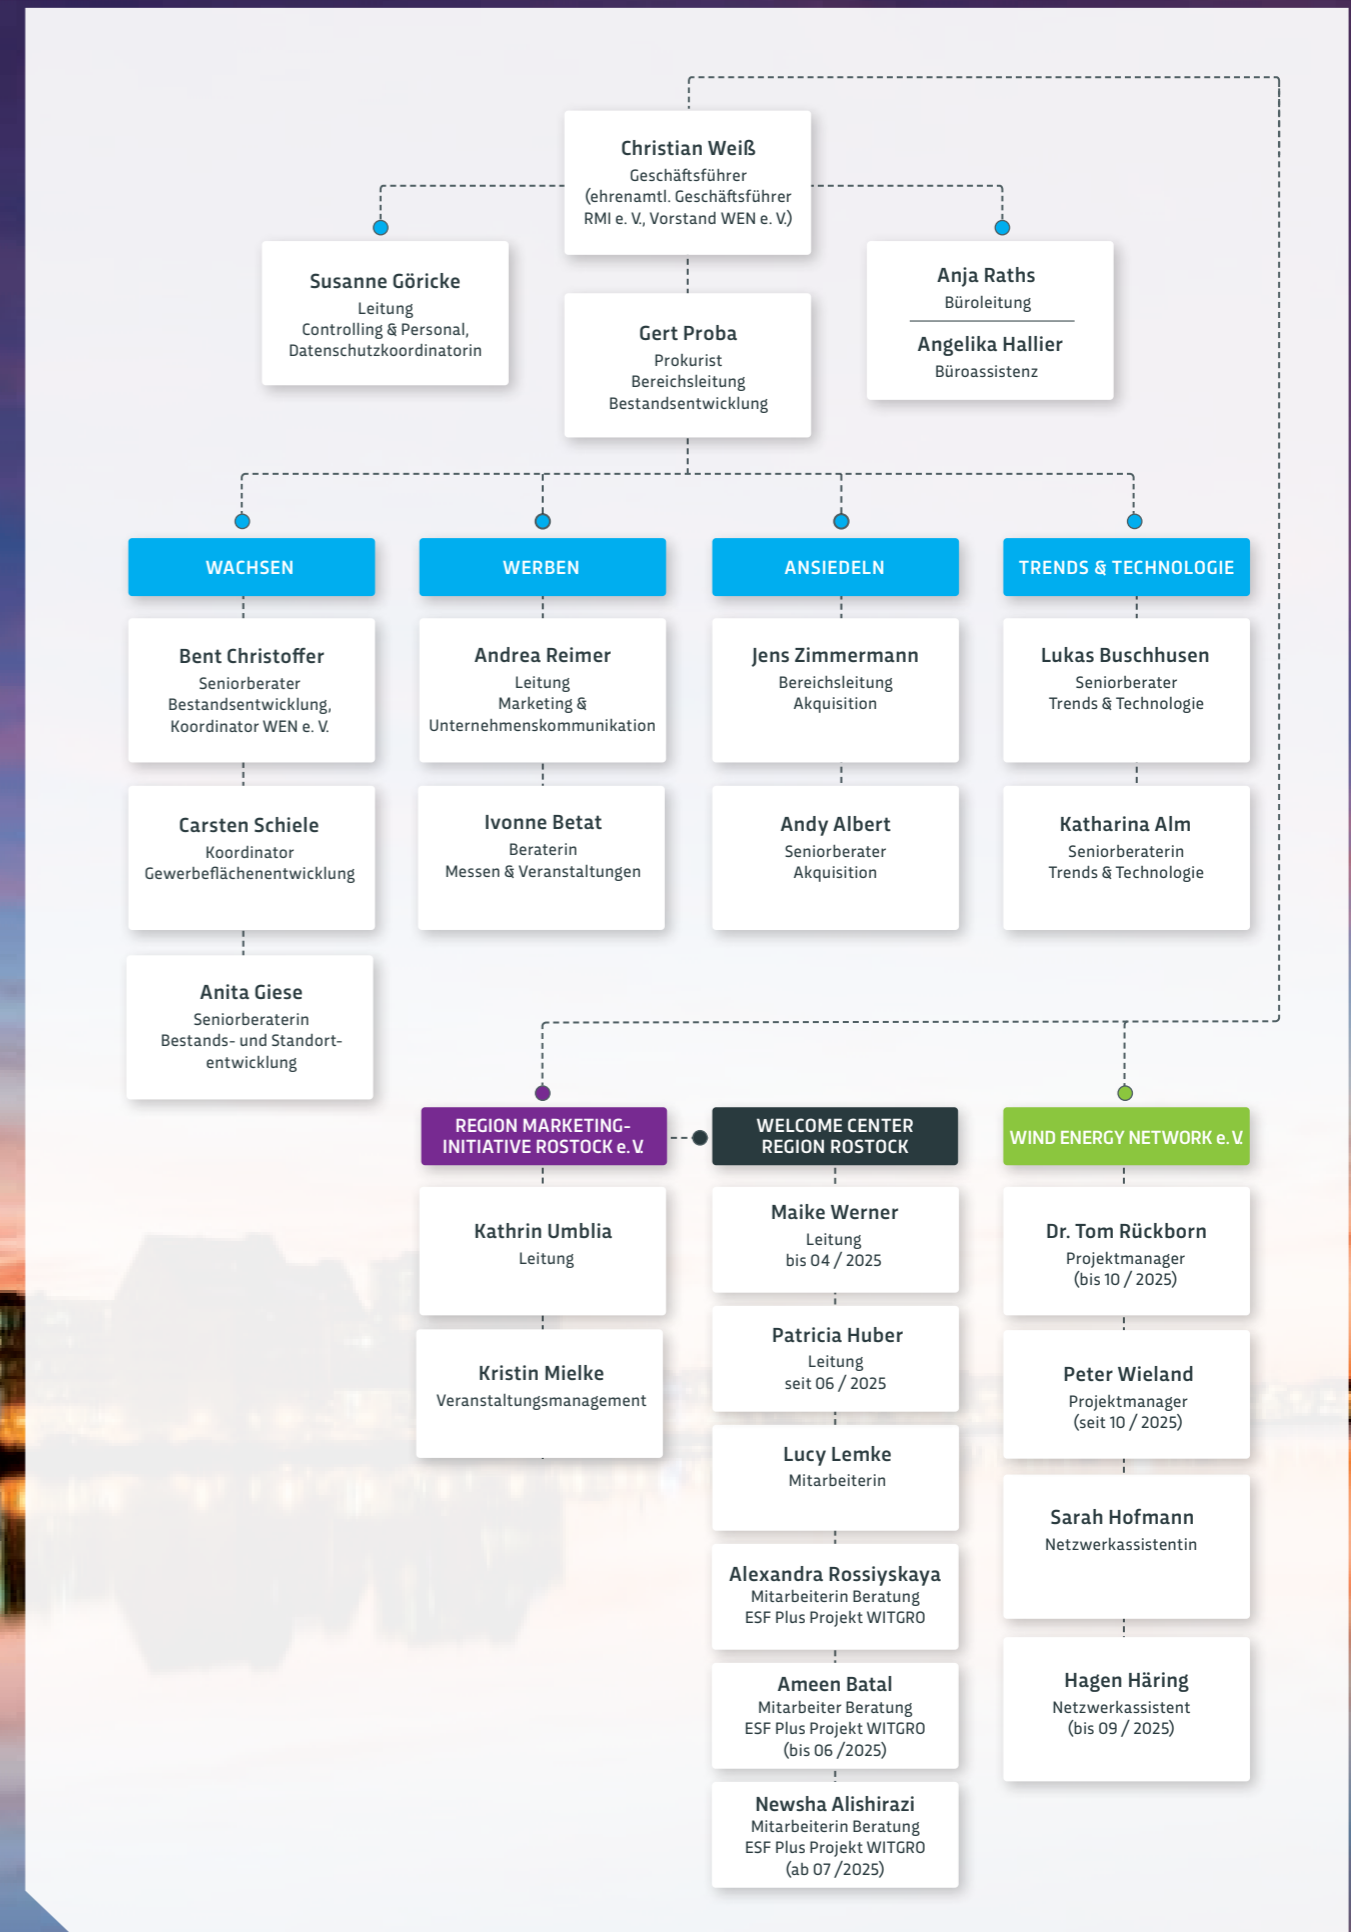 Christian Weiß
Geschäftsführer
(ehrenamtl. Geschäftsführer
RMI e. V., Vorstand WEN e. V.)
Susanne Göricke
Leitung
Controlling & Personal,
Datenschutzkoordinatorin
Gert Proba
Prokurist
Bereichsleitung
Bestandsentwicklung
Anja Raths
Büroleitung
Angelika Hallier
Büroassistenz
WACHSEN
Bent Christoffer
Seniorberater
Bestandsentwicklung,
Koordinator WEN e. V.
Carsten Schiele
Koordinator
Gewerbeflächenentwicklung
Anita Giese
Seniorberaterin
Bestands- und Standort-
entwicklung
WERBEN
Andrea Reimer
Leitung
Marketing &
Unternehmenskommunikation
Ivonne Betat
Beraterin
Messen & Veranstaltungen
ANSIEDELN
Jens Zimmermann
Bereichsleitung
Akquisition
Andy Albert
Seniorberater
Akquisition
TRENDS & TECHNOLOGIE
Lukas Buschhusen
Seniorberater
Trends & Technologie
Katharina Alm
Seniorberaterin
Trends & Technologie
REGION MARKETING-
INITIATIVE ROSTOCK e. V.
Kathrin Umblia
Leitung
Kristin Mielke
Veranstaltungsmanagement
WELCOME CENTER
REGION ROSTOCK
Maike Werner
Leitung
bis 04 / 2025
Patricia Huber
Leitung
seit 06 / 2025
Lucy Lemke
Mitarbeiterin
Alexandra Rossiyskaya
Mitarbeiterin Beratung
ESF Plus Projekt WITGRO
Ameen Batal
Mitarbeiter Beratung
ESF Plus Projekt WITGRO
(bis 06 /2025)
Newsha Alishirazi
Mitarbeiterin Beratung
ESF Plus Projekt WITGRO
(ab 07 /2025)
WIND ENERGY NETWORK e. V.
Dr. Tom Rückborn
Projektmanager
(bis 10 / 2025)
Peter Wieland
Projektmanager
(seit 10 / 2025)
Sarah Hofmann
Netzwerkassistentin
Hagen Häring
Netzwerkassistent
(bis 09 / 2025)